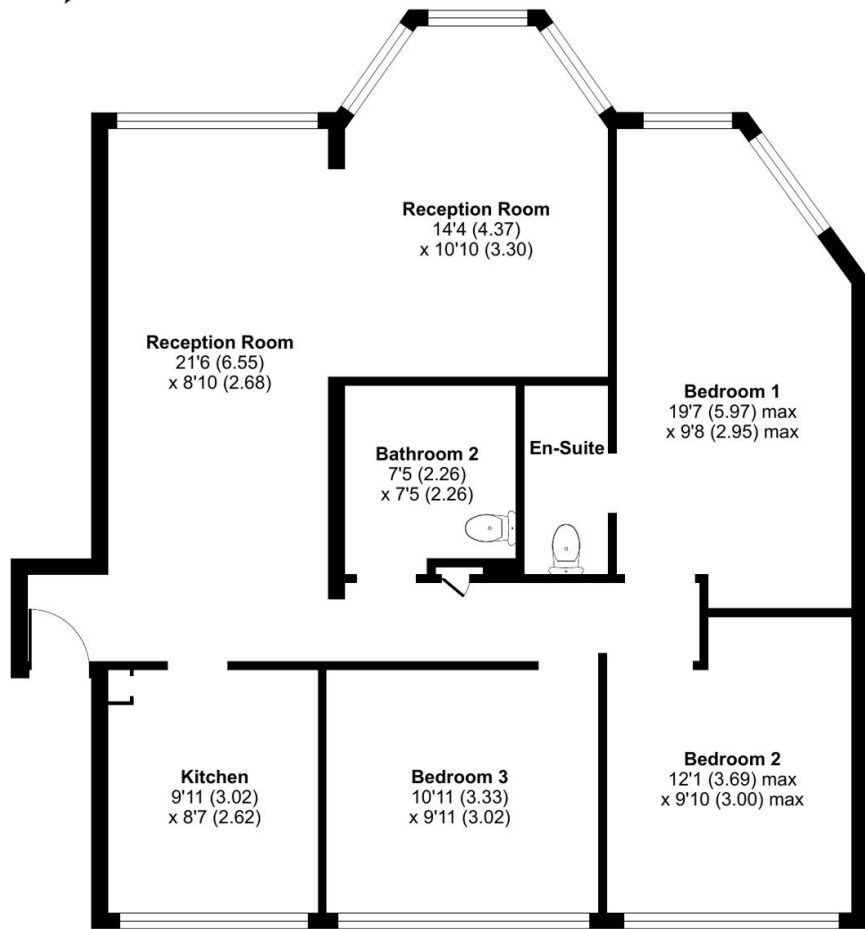 Reception Room
14'4 (4.37)
x 10'10 (3.30)
Reception Room
21'6 (6.55)
x 8'10 (2.68)
Bedroom 1
19'7 (5.97) max
x 9'8 (2.95) max
Bathroom 2
7'5 (2.26)
x 7'5 (2.26)
En-Suite
Kitchen
9'11 (3.02)
x 8'7 (2.62)
Bedroom 3
10'11 (3.33)
x 9'11 (3.02)
Bedroom 2
12'1 (3.69) max
x 9'10 (3.00) max